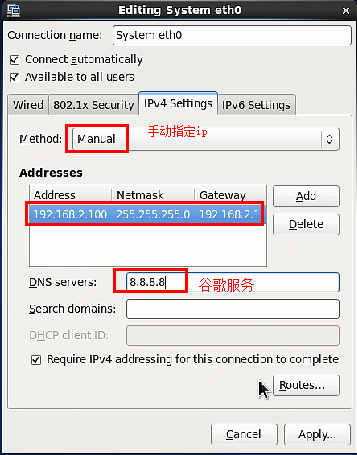 Editing System eth0
Connection name: System eth0
Connect automatically
Available to all users
Wired 802.1x Security IPv4 Settings IPv6 Settings
Method: Manual 手动指定ip
Addresses
Address Netmask Gateway Add
192.168.2.100 255.255.255.0 192.168.2.
Delete
DNS servers: 8.8.8.8 谷歌服务
Search domains:
DHCP client ID:
Require IPv4 addressing for this connection to complete
Routes...
Cancel Apply...